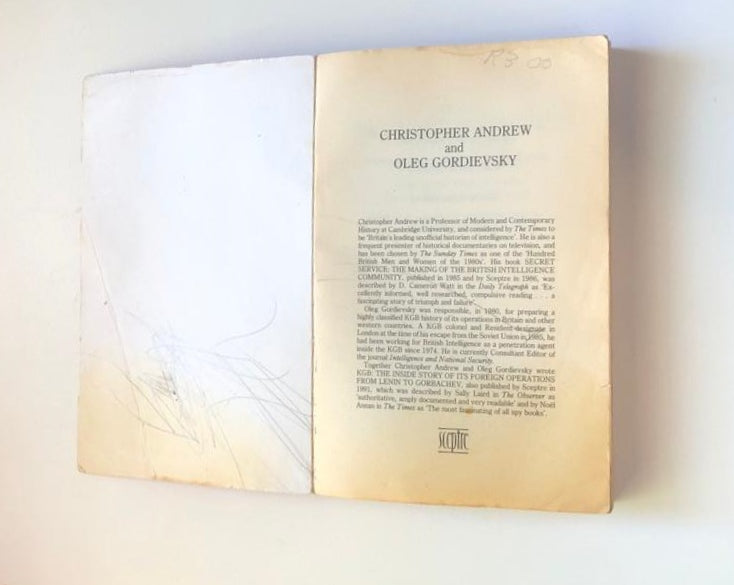 R3 00
CHRISTOPHER ANDREW
and
OLEG GORDIEVSKY
Christopher Andrew is a Professor of Modern and Contemporary
History at Cambridge University, and considered by The Times to
be 'Britain's leading unofficial historian of intelligence'. He is also a
frequent presenter of historical documentaries on television, and
has been chosen by The Sunday Times as one of the 'Hundred
British Men and Women of the 1980s'. His book SECRET
SERVICE: THE MAKING OF THE BRITISH INTELLIGENCE
COMMUNITY, published in 1985 and by Sceptre in 1986, was
described by D. Cameron Watt in the Daily Telegraph as 'Ex-
cellently informed, well researched, compulsive reading . . . a
fascinating story of triumph and failure'.
Oleg Gordievsky was responsible, in 1980, for preparing a
highly classified KGB history of its operations in Britain and other
western countries. A KGB colonel and Resident-designate in
London at the time of his escape from the Soviet Union in 1985, he
had been working for British Intelligence as a penetration agent
inside the KGB since 1974. He is currently Consultant Editor of
the journal Intelligence and National Security.
Together Christopher Andrew and Oleg Gordievsky wrote
KGB: THE INSIDE STORY OF ITS FOREIGN OPERATIONS
FROM LENIN TO GORBACHEV, also published by Sceptre in
1991, which was described by Sally Laird in The Observer as
'authoritative, amply documented and very readable' and by Noël
Annan in The Times as 'The most fascinating of all spy books'.
sceptre